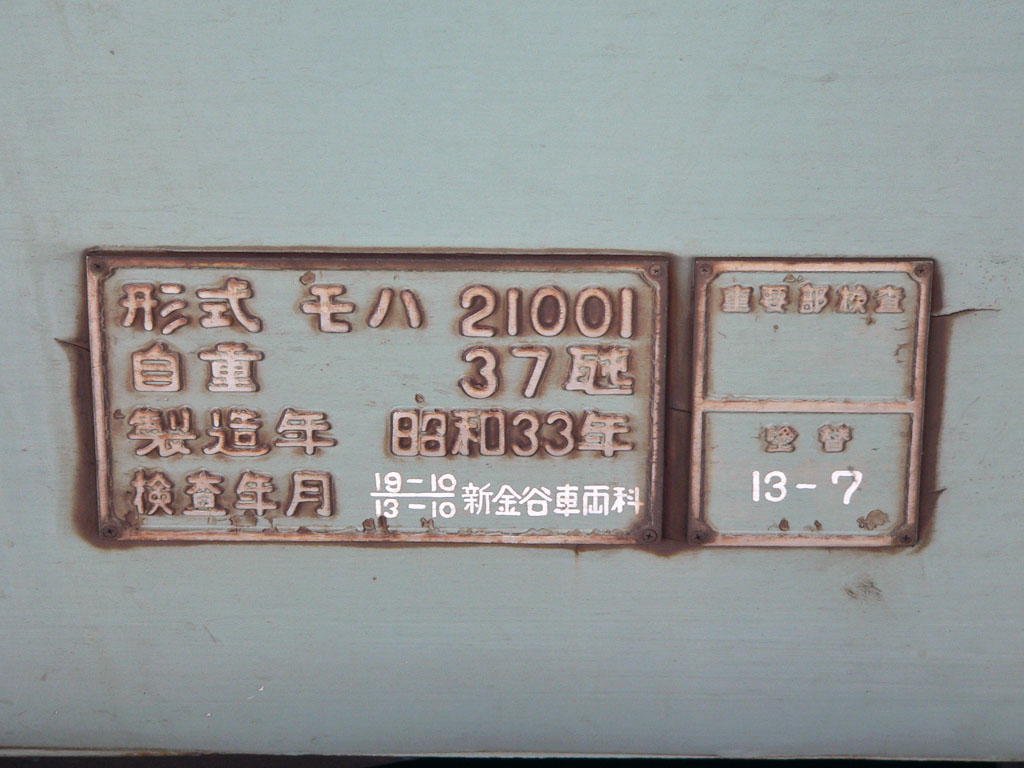 形式 モハ 21001
自重 37瓲
製造年 昭和33年
検査年月 19-10 新金谷車両科
13-10
重要部検査
塗替
13-7